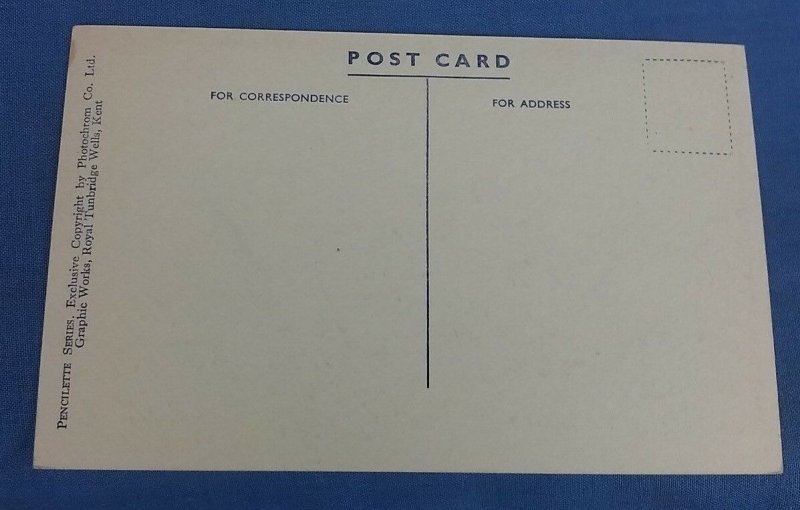 POST CARD
FOR CORRESPONDENCE
FOR ADDRESS
PENCILETTE SERIES. Exclusive Copyright by Photochrom Co. Ltd.
Graphic Works, Royal Tunbridge Wells, Kent